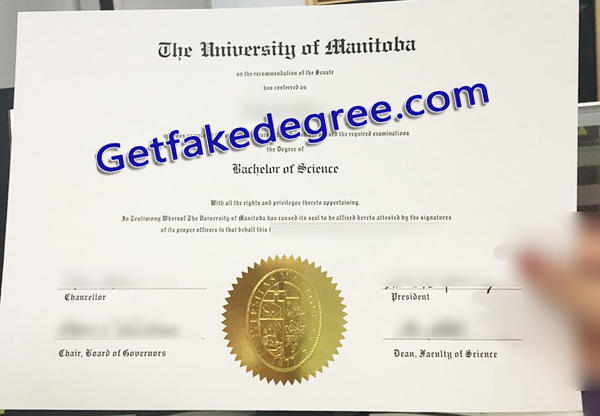 The University of Manitoba
on the recommendation of the Senate
has conferred on
Getfakedegree.com
the required examinations
the Degree of
Bachelor of Science
With all the rights and privileges thereto appertaining.
In Testimony Whereof The University of Manitoba has caused its seal to be affixed hereto attested by the signatures
of its proper officers in that behalf this
Chancellor
President
Chair, Board of Governors
Dean, Faculty of Science